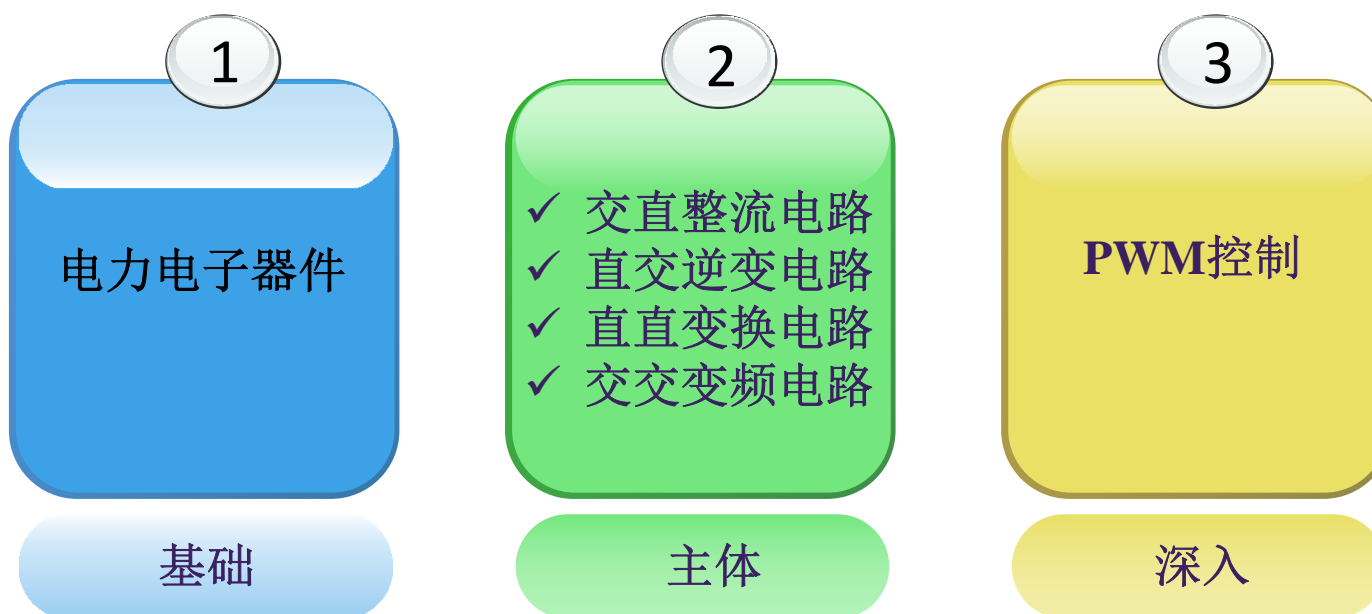 1
电力电子器件
基础
2
✓ 交直整流电路
✓ 直交逆变电路
✓ 直直变换电路
✓ 交交变频电路
主体
3
PWM控制
深入